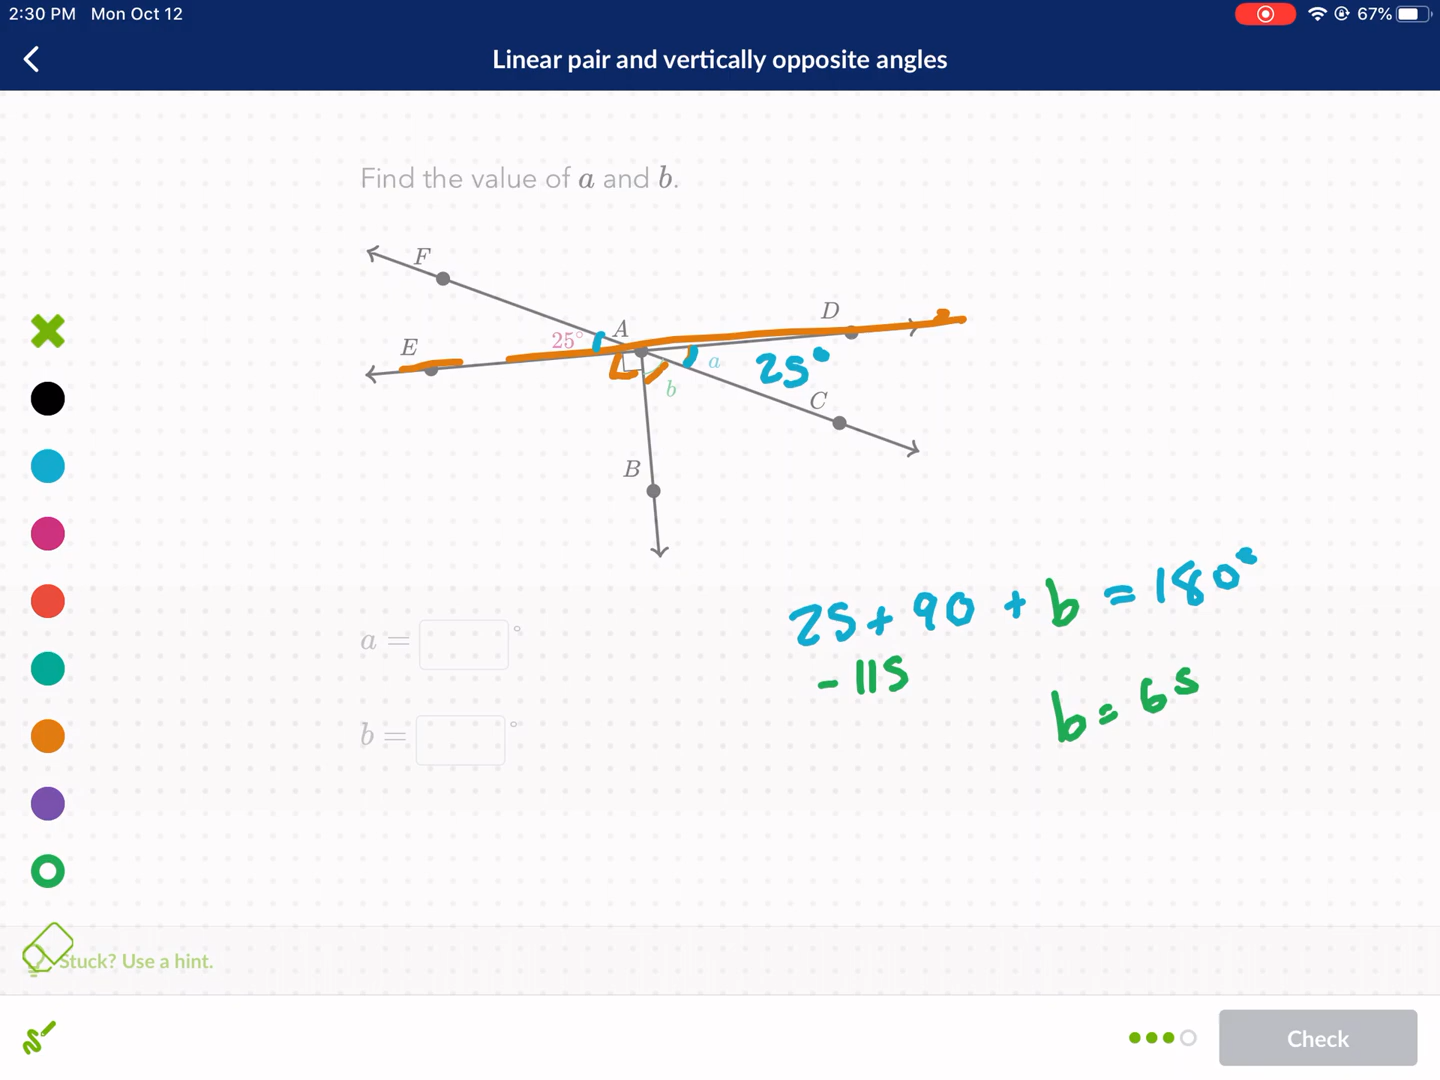 2:30 PM Mon Oct 12 67%
Linear pair and vertically opposite angles
Find the value of a and b.
F
A
D
25°
E
a
25°
b
C
B
25 + 90 + b = 180°
a = °
- 115
b = 65
b = °
Stuck? Use a hint.
Check